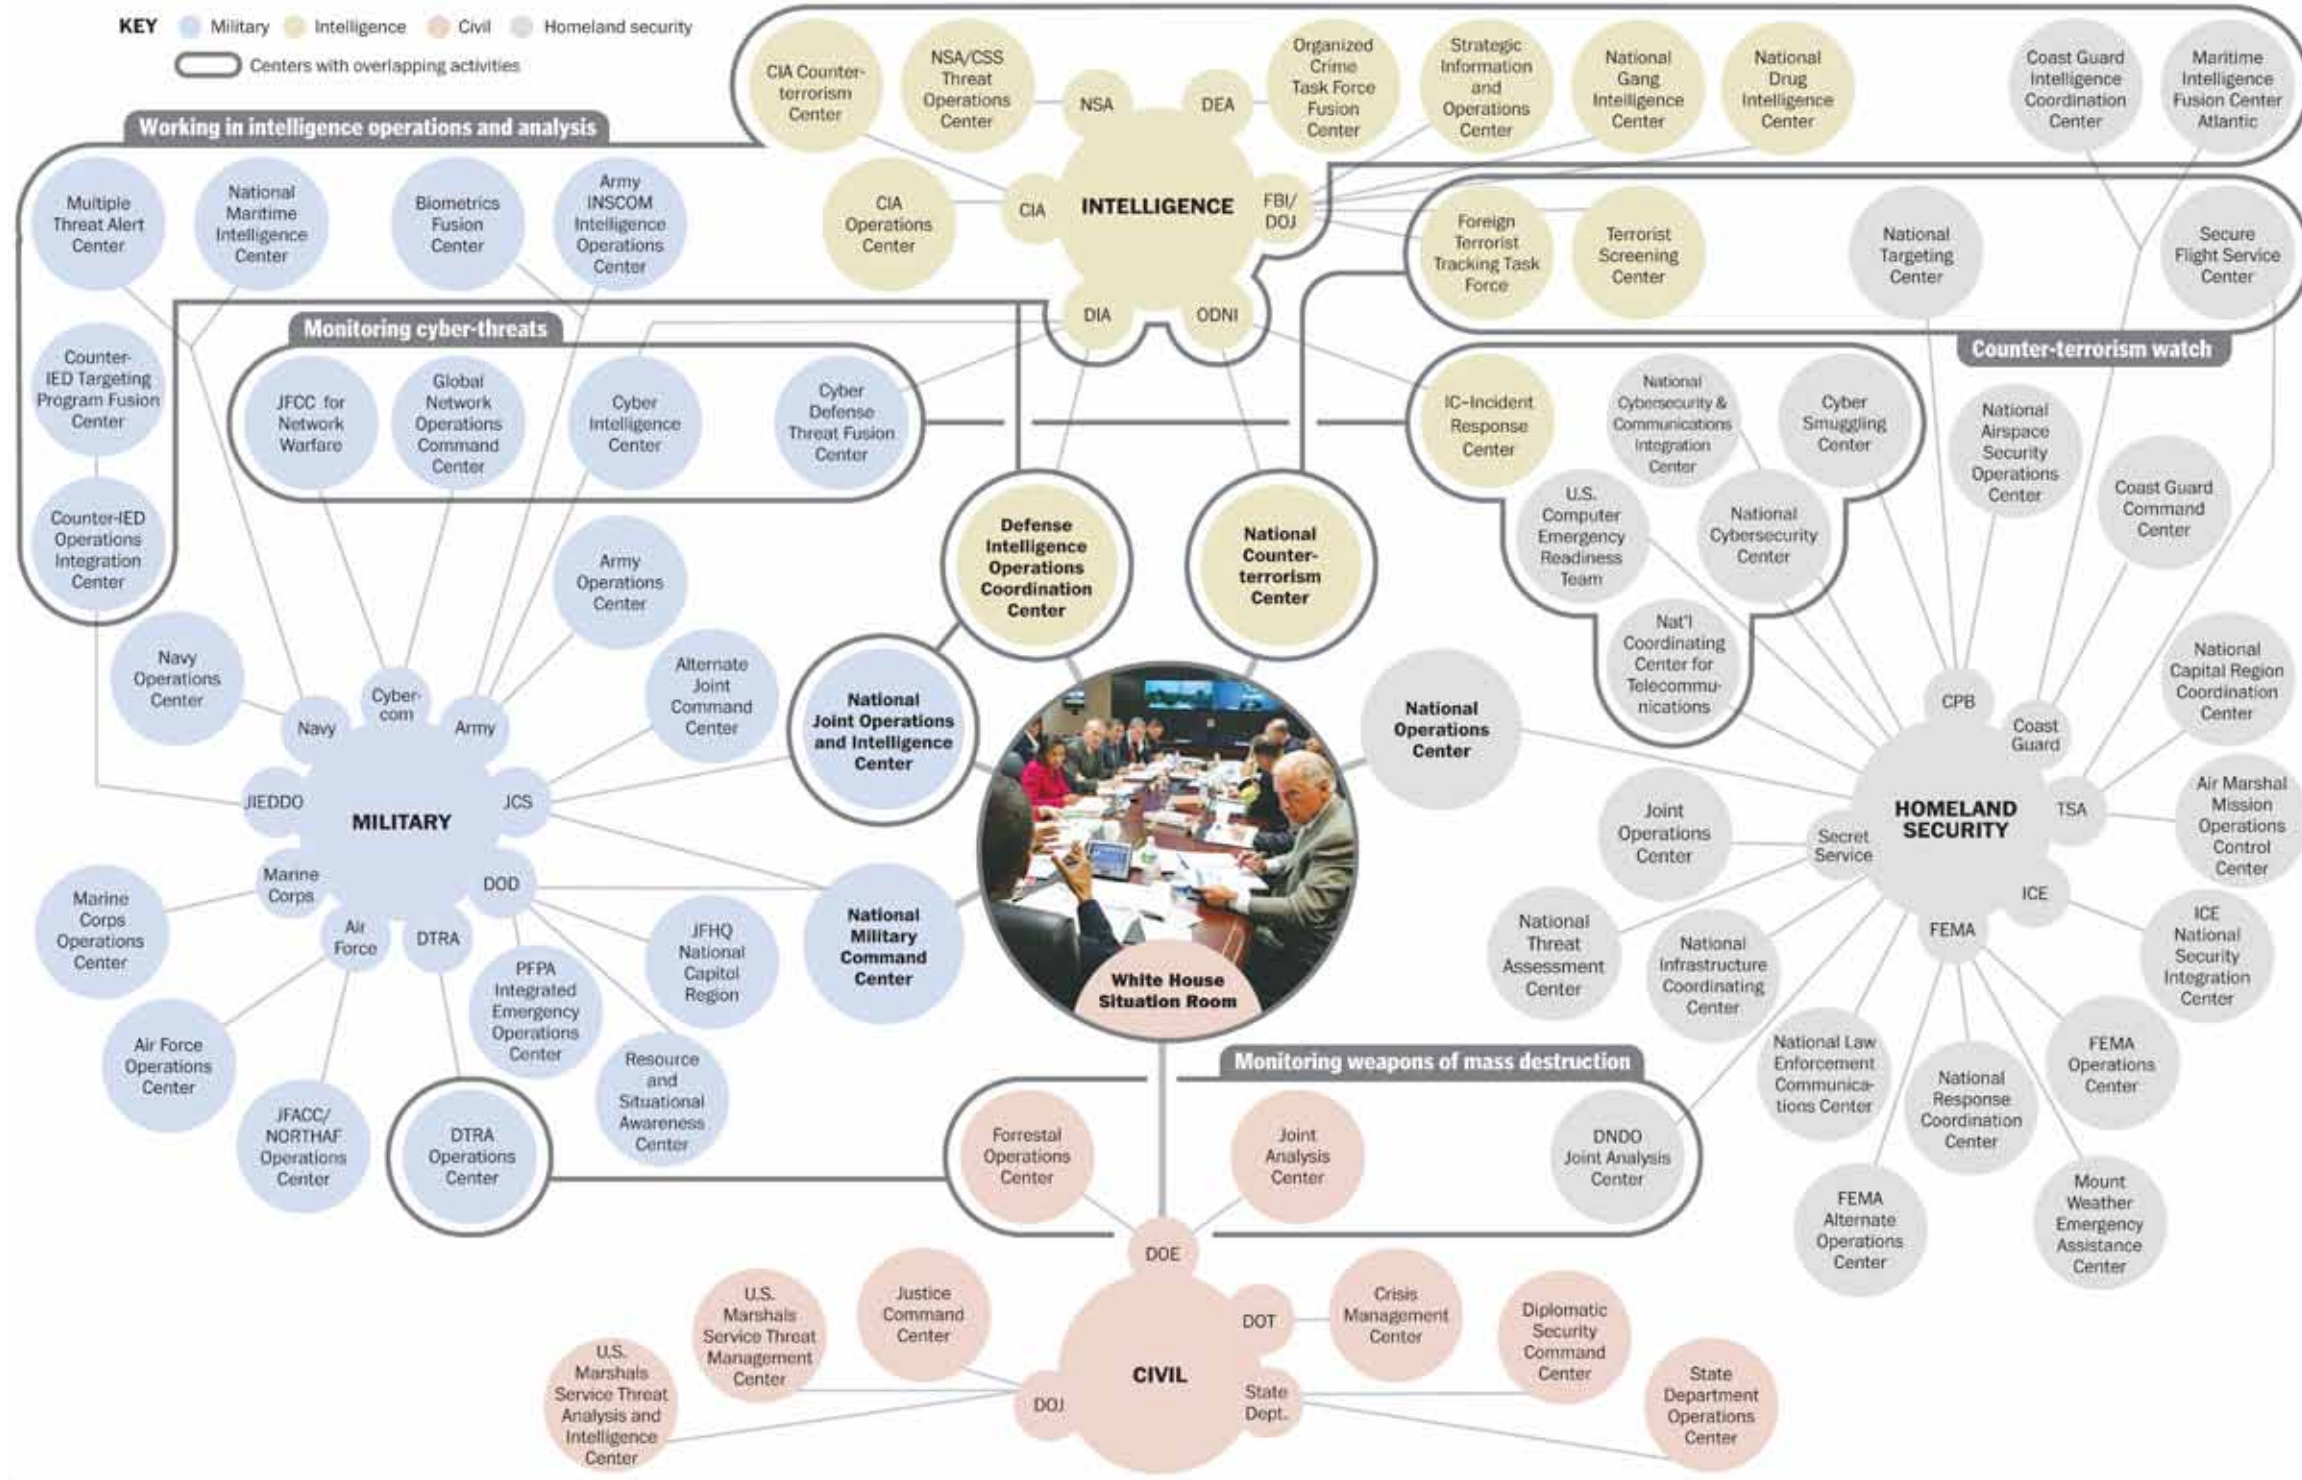 KEY
Military
Intelligence
Civil
Homeland security
Centers with overlapping activities
Working in intelligence operations and analysis
CIA Counter-
terrorism
Center
NSA/CSS
Threat
Operations
Center
NSA
DEA
Organized
Crime
Task Force
Fusion
Center
Strategic
Information
and
Operations
Center
National
Gang
Intelligence
Center
National
Drug
Intelligence
Center
Coast Guard
Intelligence
Coordination
Center
Maritime
Intelligence
Fusion Center
Atlantic
Multiple
Threat Alert
Center
National
Maritime
Intelligence
Center
Biometrics
Fusion
Center
Army
INSCOM
Intelligence
Operations
Center
CIA
Operations
Center
CIA
INTELLIGENCE
FBI/
DOJ
DIA
ODNI
Foreign
Terrorist
Tracking Task
Force
Terrorist
Screening
Center
National
Targeting
Center
Secure
Flight Service
Center
Counter-terrorism watch
Counter-
IED Targeting
Program Fusion
Center
Counter-IED
Operations
Integration
Center
Monitoring cyber-threats
JFCC for
Network
Warfare
Global
Network
Operations
Command
Center
Cyber
Intelligence
Center
Cyber
Defense
Threat Fusion
Center
IC-Incident
Response
Center
National
Cybersecurity &
Communications
Integration
Center
Cyber
Smuggling
Center
U.S.
Computer
Emergency
Readiness
Team
National
Cybersecurity
Center
Nat'l
Coordinating
Center for
Telecommu-
nications
National
Airspace
Security
Operations
Center
Coast Guard
Command
Center
Defense
Intelligence
Operations
Coordination
Center
National
Counter-
terrorism
Center
Army
Operations
Center
Navy
Operations
Center
Alternate
Joint
Command
Center
National
Joint Operations
and Intelligence
Center
National
Operations
Center
National
Capital Region
Coordination
Center
Navy
Cyber-
com
Army
JIEDDO
JCS
MILITARY
Marine
Corps
Air
Force
DTRA
DOD
CPB
Coast
Guard
TSA
HOMELAND
SECURITY
Secret
Service
ICE
FEMA
Joint
Operations
Center
Air Marshal
Mission
Operations
Control
Center
Marine
Corps
Operations
Center
JFHQ
National
Capitol
Region
National
Military
Command
Center
White House
Situation Room
National
Threat
Assessment
Center
National
Infrastructure
Coordinating
Center
ICE
National
Security
Integration
Center
PFPA
Integrated
Emergency
Operations
Center
Air Force
Operations
Center
JFACC/
NORTHAF
Operations
Center
DTRA
Operations
Center
Resource
and
Situational
Awareness
Center
Monitoring weapons of mass destruction
Forrestal
Operations
Center
Joint
Analysis
Center
DNDO
Joint Analysis
Center
National Law
Enforcement
Communica-
tions Center
National
Response
Coordination
Center
FEMA
Operations
Center
FEMA
Alternate
Operations
Center
Mount
Weather
Emergency
Assistance
Center
DOE
DOT
CIVIL
DOJ
State
Dept.
U.S.
Marshals
Service Threat
Analysis and
Intelligence
Center
U.S.
Marshals
Service Threat
Management
Center
Justice
Command
Center
Crisis
Management
Center
Diplomatic
Security
Command
Center
State
Department
Operations
Center